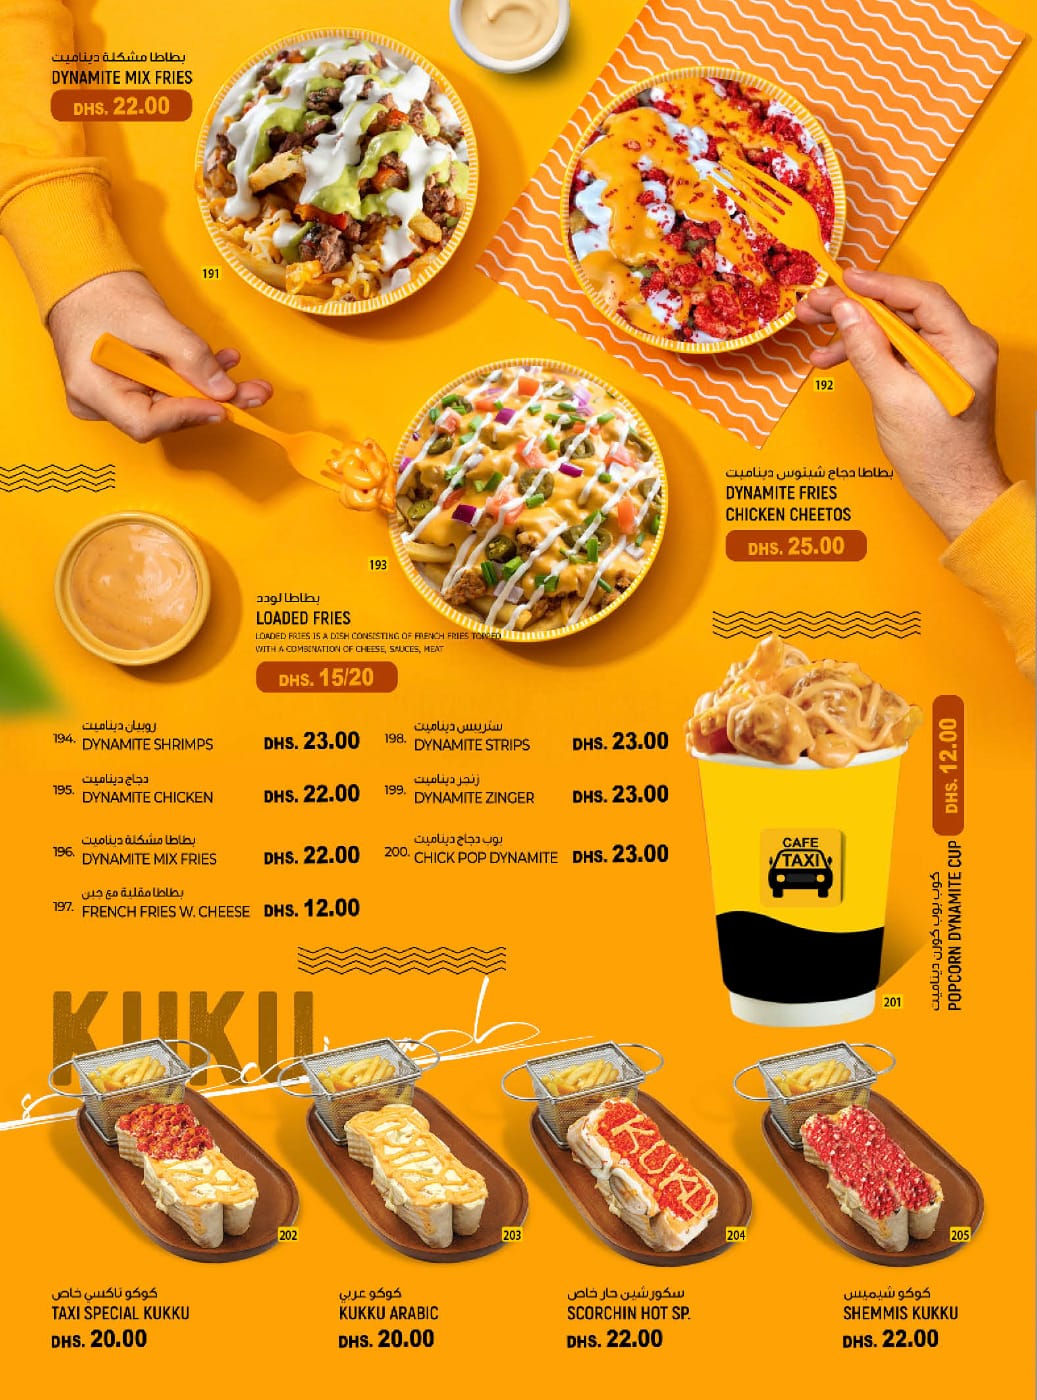 بطاطا مشكلة ديناميت
DYNAMITE MIX FRIES
DHS. 22.00
191
192
بطاطا دجاج شيتوس ديناميت
DYNAMITE FRIES
CHICKEN CHEETOS
DHS. 25.00
193
بطاطا لودد
LOADED FRIES
LOADED FRIES IS A DISH CONSISTING OF FRENCH FRIES TOPPED
WITH A COMBINATION OF CHEESE, SAUCES, MEAT
DHS. 15/20
روبيان ديناميت
194. DYNAMITE SHRIMPS DHS. 23.00
دجاج ديناميت
195. DYNAMITE CHICKEN DHS. 22.00
بطاطا مشكلة ديناميت
196. DYNAMITE MIX FRIES DHS. 22.00
بطاطا مقلية مع جبن
197. FRENCH FRIES W. CHEESE DHS. 12.00
ستريبس ديناميت
198. DYNAMITE STRIPS DHS. 23.00
زنجر ديناميت
199. DYNAMITE ZINGER DHS. 23.00
بوب دجاج ديناميت
200. CHICK POP DYNAMITE DHS. 23.00
CAFE
TAXI
201
كوب بوب كورن ديناميت
POPCORN DYNAMITE CUP
DHS. 12.00
KUKU
KUKU
202
203
204
205
كوكو تاكسي خاص
TAXI SPECIAL KUKKU
DHS. 20.00
كوكو عربي
KUKKU ARABIC
DHS. 20.00
سكورشين حار خاص
SCORCHIN HOT SP.
DHS. 22.00
كوكو شيميس
SHEMMIS KUKKU
DHS. 22.00